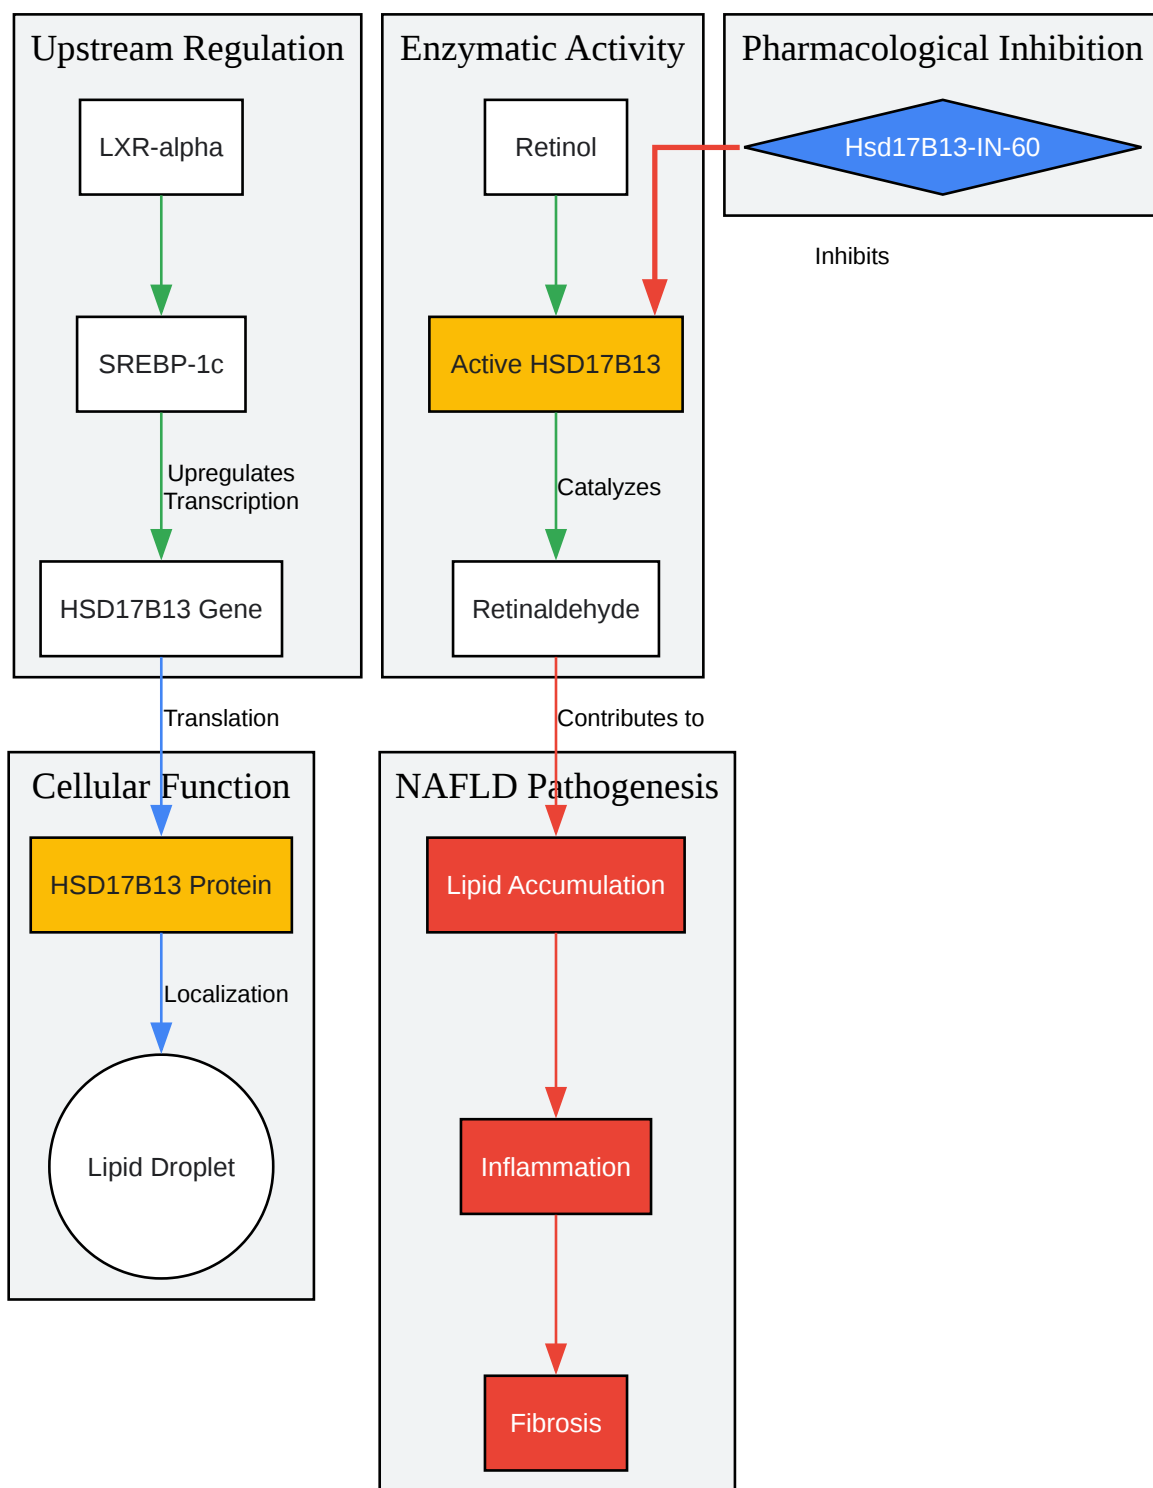 Upstream Regulation
LXR-alpha
SREBP-1c
Upregulates
Transcription
HSD17B13 Gene
Translation
Cellular Function
HSD17B13 Protein
Localization
Lipid Droplet
Enzymatic Activity
Retinol
Active HSD17B13
Catalyzes
Retinaldehyde
Contributes to
NAFLD Pathogenesis
Lipid Accumulation
Inflammation
Fibrosis
Pharmacological Inhibition
Hsd17B13-IN-60
Inhibits